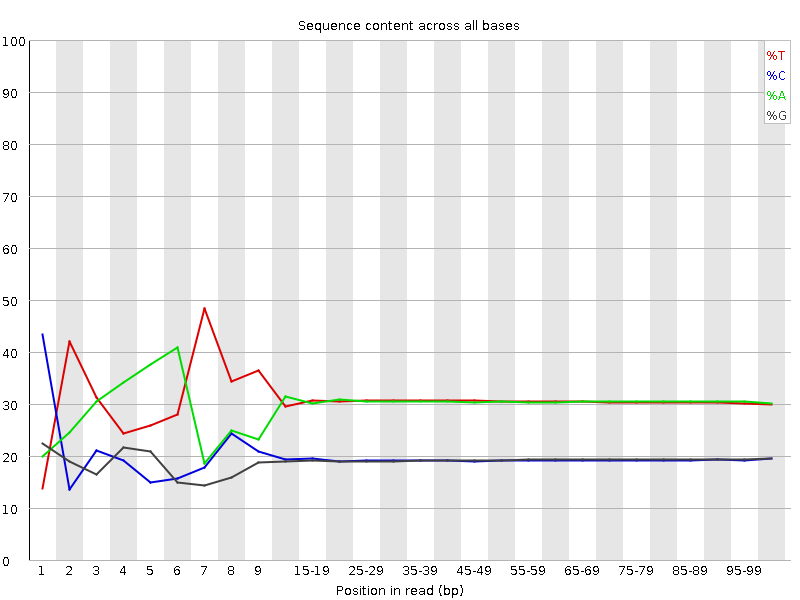 Sequence content across all bases
100
90
80
70
60
50
40
30
20
10
0
%T
%C
%A
%G
1 2 3 4 5 6 7 8 9 15-19 25-29 35-39 45-49 55-59 65-69 75-79 85-89 95-99
Position in read (bp)